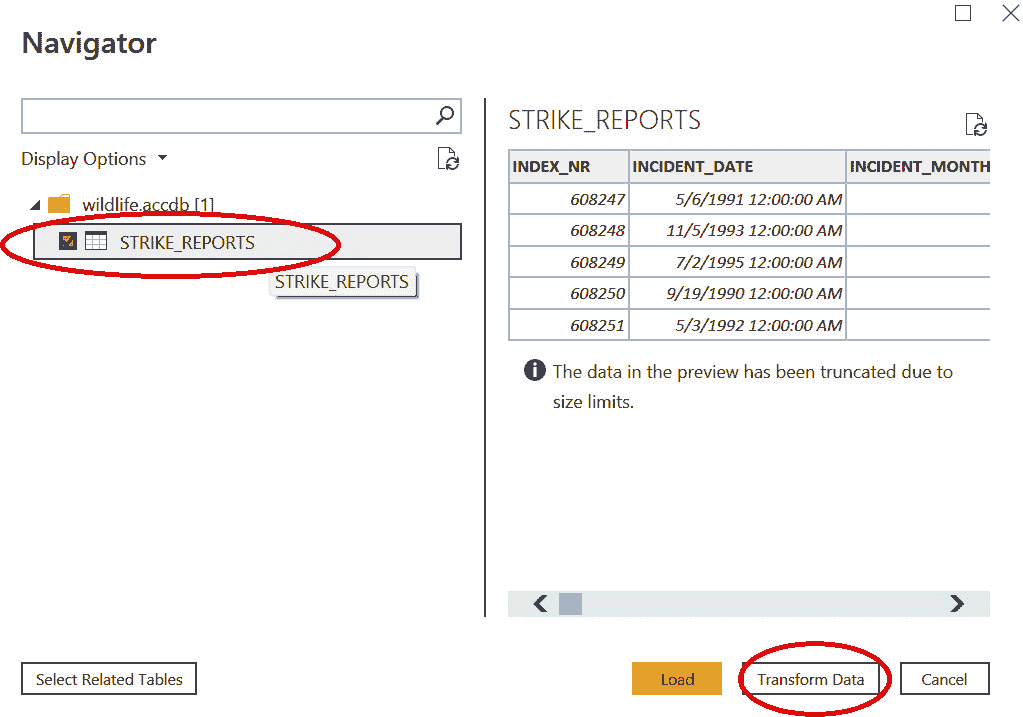 Navigator
Display Options
wildlife.accdb [1]
STRIKE_REPORTS
STRIKE_REPORTS
STRIKE_REPORTS
INDEX_NR INCIDENT_DATE INCIDENT_MONTH
608247 5/6/1991 12:00:00 AM
608248 11/5/1993 12:00:00 AM
608249 7/2/1995 12:00:00 AM
608250 9/19/1990 12:00:00 AM
608251 5/3/1992 12:00:00 AM
The data in the preview has been truncated due to
size limits.
Select Related Tables Load Transform Data Cancel